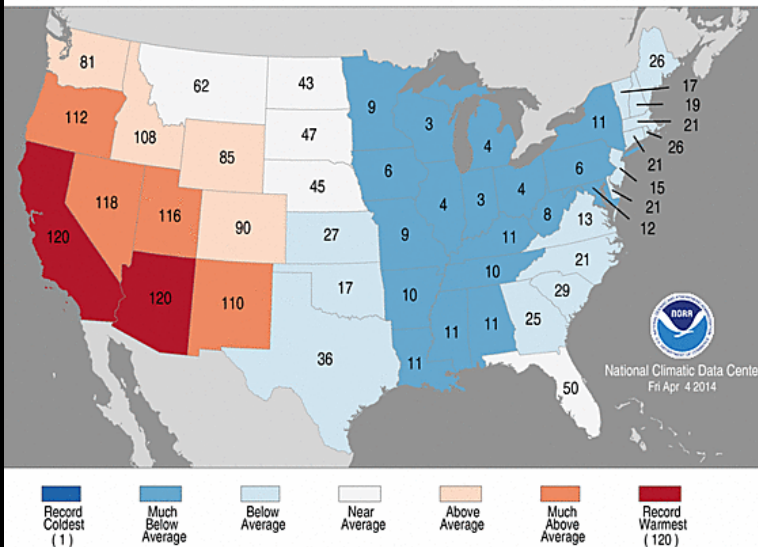 81
62
43
26
17
19
21
26
21
15
21
12
112
108
47
9
3
4
11
85
6
6
118
116
90
45
4
3
4
8
13
120
27
9
11
21
120
110
17
10
10
29
36
11
11
11
25
50
NOAA
National Climatic Data Cente
Fri Apr 4 2014
Record
Coldest
(1)
Much
Below
Average
Below
Average
Near
Average
Above
Average
Much
Above
Average
Record
Warmest
(120)